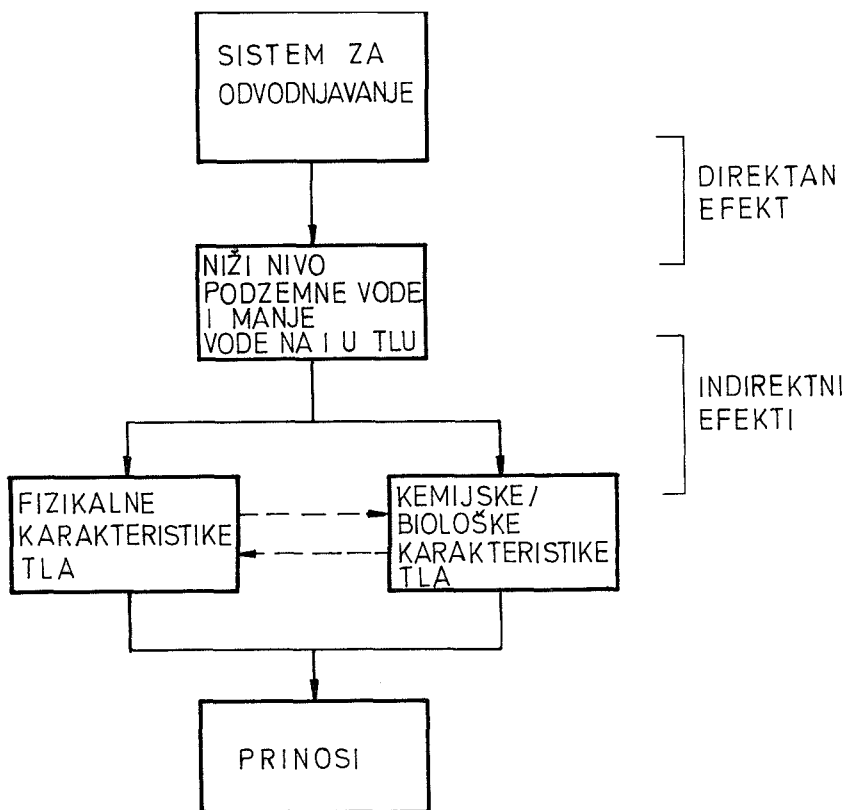 SISTEM ZA
ODVODNJAVANJE
DIREKTAN
EFEKT
NIŽI NIVO
PODZEMNE VODE
I MANJE
VODE NA I U TLU
INDIREKTNI
EFEKTI
FIZIKALNE
KARAKTERISTIKE
TLA
KEMIJSKE/
BIOLOŠKE
KARAKTERISTIKE
TLA
PRINOSI